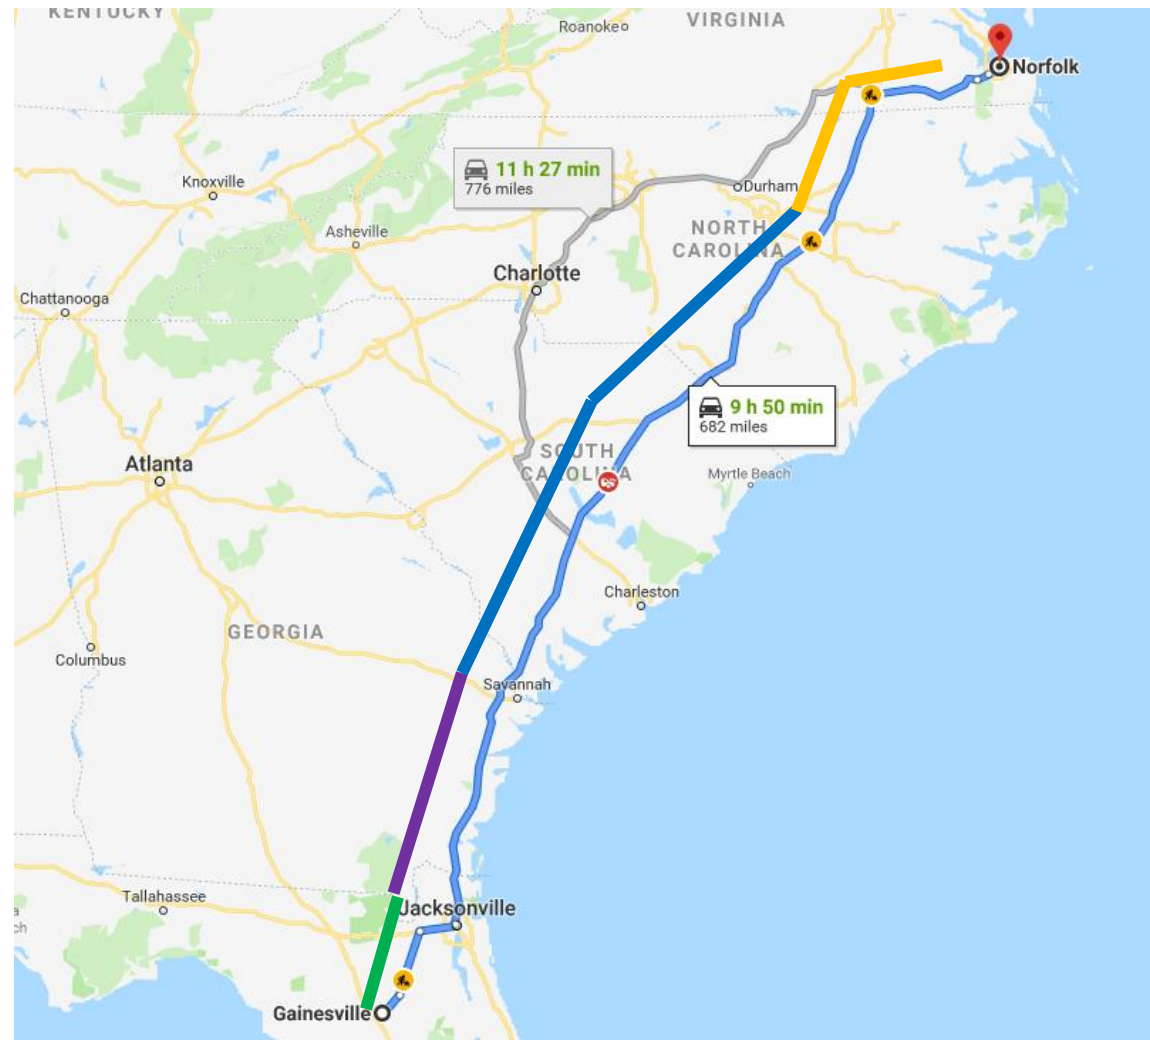 KENTUCKY
VIRGINIA
Roanoke
Norfolk
11 h 27 min
776 miles
Knoxville
Durham
Asheville
NORTH
CAROLINA
Charlotte
Chattanooga
9 h 50 min
682 miles
SOUTH
CAROLINA
Atlanta
Myrtle Beach
Charleston
GEORGIA
Columbus
Savannah
Tallahassee
Jacksonville
Gainesville